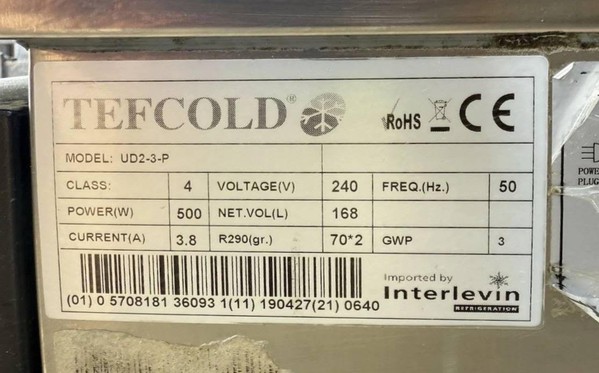 TEFCOLD®
RoHS CE
MODEL: UD2-3-P
CLASS: 4 VOLTAGE(V) 240 FREQ.(Hz.) 50
POWER(W) 500 NET.VOL(L) 168
CURRENT(A) 3.8 R290(gr.) 70*2 GWP 3
(01) 0 5708181 36093 1(11) 190427(21) 0640
Imported by
Interlevin
REFRIGERATION
POWE
PLUG